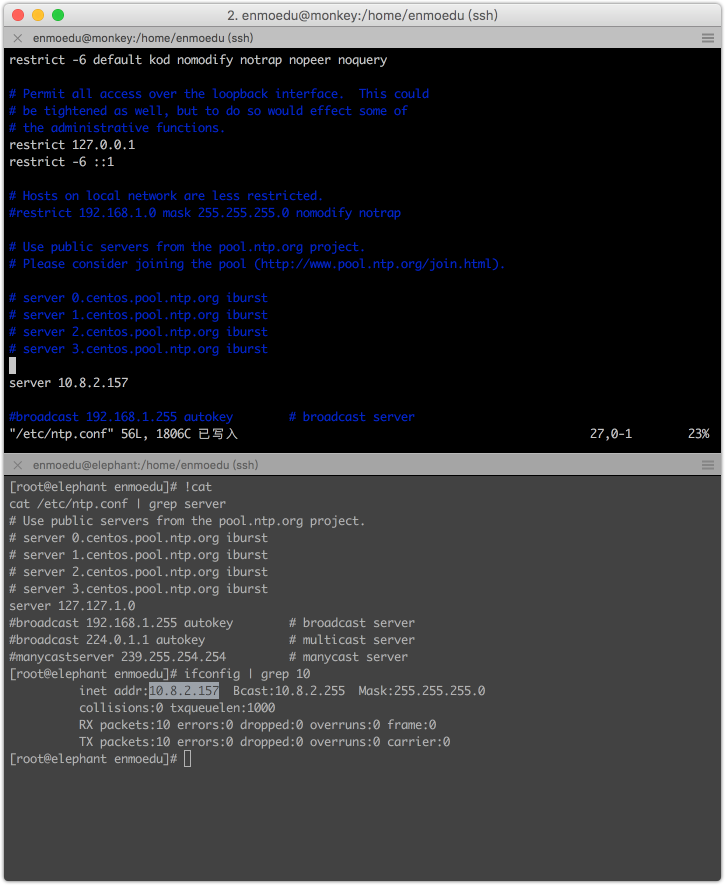 2. enmoedu@monkey:/home/enmoedu (ssh)
enmoedu@monkey:/home/enmoedu (ssh)
restrict -6 default kod nomodify notrap nopeer noquery
# Permit all access over the loopback interface.  This could
# be tightened as well, but to do so would effect some of
# the administrative functions.
restrict 127.0.0.1
restrict -6 ::1
# Hosts on local network are less restricted.
#restrict 192.168.1.0 mask 255.255.255.0 nomodify notrap
# Use public servers from the pool.ntp.org project.
# Please consider joining the pool (http://www.pool.ntp.org/join.html).
# server 0.centos.pool.ntp.org iburst
# server 1.centos.pool.ntp.org iburst
# server 2.centos.pool.ntp.org iburst
# server 3.centos.pool.ntp.org iburst
server 10.8.2.157
#broadcast 192.168.1.255 autokey        # broadcast server
"/etc/ntp.conf" 56L, 1806C 已写入                                                  27,0-1        23%
enmoedu@elephant:/home/enmoedu (ssh)
[root@elephant enmoedu]# !cat
cat /etc/ntp.conf | grep server
# Use public servers from the pool.ntp.org project.
# server 0.centos.pool.ntp.org iburst
# server 1.centos.pool.ntp.org iburst
# server 2.centos.pool.ntp.org iburst
# server 3.centos.pool.ntp.org iburst
server 127.127.1.0
#broadcast 192.168.1.255 autokey        # broadcast server
#broadcast 224.0.1.1 autokey            # multicast server
#manycastserver 239.255.254.254         # manycast server
[root@elephant enmoedu]# ifconfig | grep 10
          inet addr:10.8.2.157  Bcast:10.8.2.255  Mask:255.255.255.0
          collisions:0 txqueuelen:1000
          RX packets:10 errors:0 dropped:0 overruns:0 frame:0
          TX packets:10 errors:0 dropped:0 overruns:0 carrier:0
[root@elephant enmoedu]#